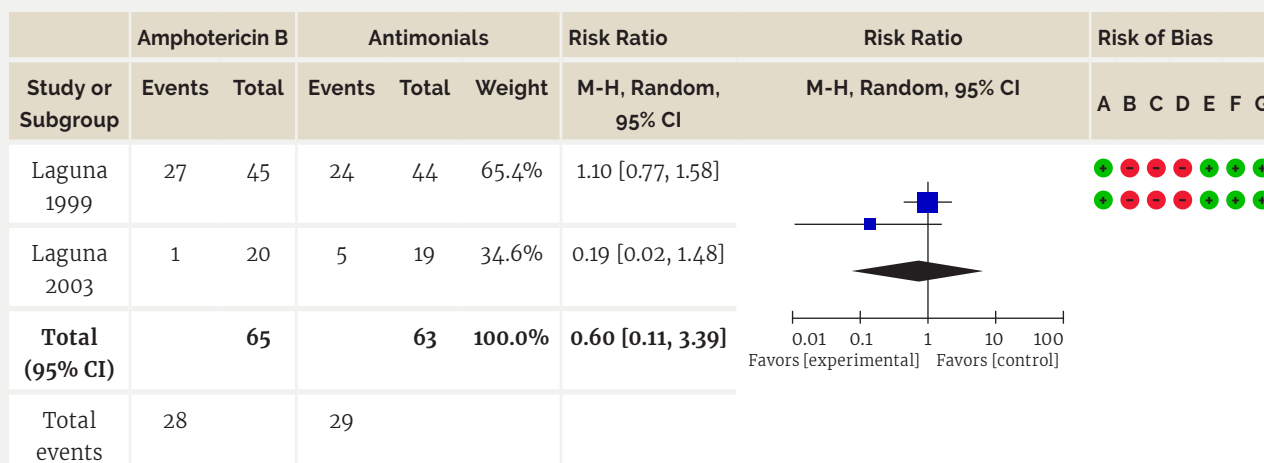 Amphotericin B Antimonials Risk Ratio Risk Ratio Risk of Bias
Study or Subgroup Events Total Events Total Weight M-H, Random, 95% CI M-H, Random, 95% CI A B C D E F G
Laguna 1999 27 45 24 44 65.4% 1.10 [0.77, 1.58]
+ - - - + + +
+ - - - + + +
Laguna 2003 1 20 5 19 34.6% 0.19 [0.02, 1.48]
Total (95% CI) 65 63 100.0% 0.60 [0.11, 3.39]
0.01 0.1 1 10 100
Favors [experimental] Favors [control]
Total events 28 29